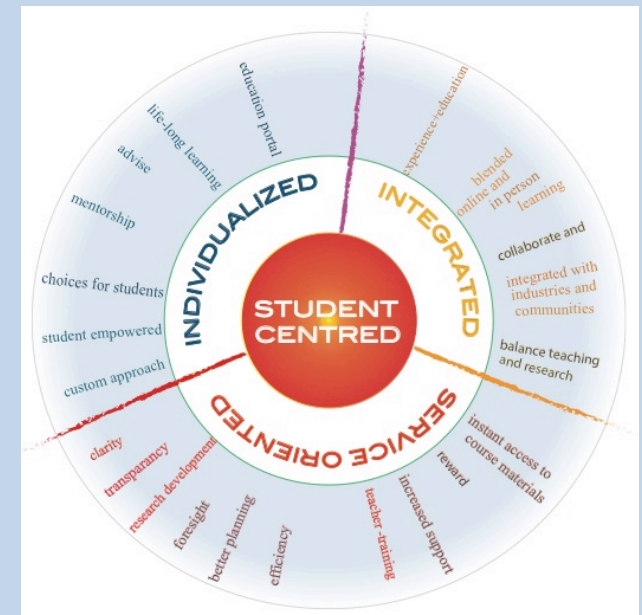 STUDENT
CENTRED
INDIVIDUALIZED
education portal
life-long learning
advise
mentorship
choices for students
student empowered
custom approach
INTEGRATED
experience+education
blended
online and
in person
learning
collaborate and
integrated with
industries and
communities
balance teaching
and research
SERVICE ORIENTED
instant access to
course materials
reward
increased support
teacher-training
efficiency
better planning
foresight
research development
transparancy
clarity